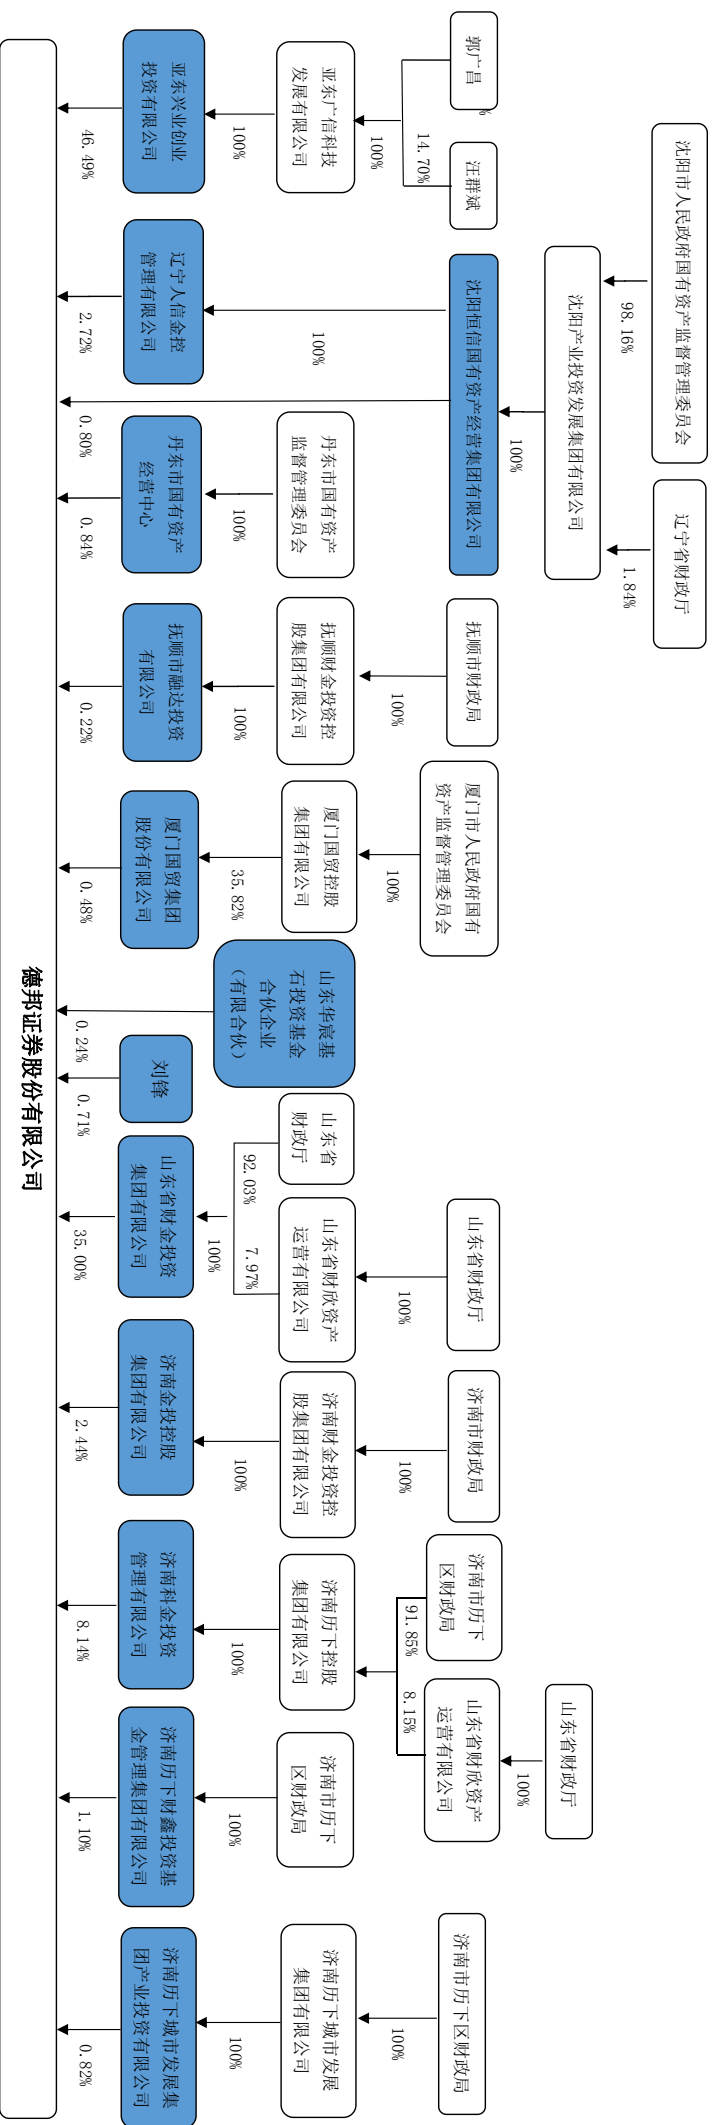 沈阳市人民政府国有资产监督管理委员会
辽宁省财政厅
98.16%
1.84%
沈阳产业投资发展集团有限公司
100%
郭广昌
%
汪群斌
14.70%
100%
亚东广信科技
发展有限公司
100%
亚东兴业创业
投资有限公司
46.49%
沈阳恒信国有资产经营集团有限公司
100%
辽宁人信金控
管理有限公司
2.72%
0.80%
丹东市国有资产
监督管理委员会
100%
丹东市国有资产
经营中心
0.84%
抚顺市财政局
100%
抚顺财金投资控
股集团有限公司
100%
抚顺市融达投资
有限公司
0.22%
厦门市人民政府国有
资产监督管理委员会
100%
厦门国贸控股
集团有限公司
35.82%
厦门国贸集团
股份有限公司
0.48%
山东华宸基
石投资基金
合伙企业
（有限合伙）
0.24%
刘锋
0.71%
山东省财政厅
100%
山东省
财政厅
山东省财欣资产
运营有限公司
92.03%
7.97%
100%
山东省财金投资
集团有限公司
35.00%
济南市财政局
100%
济南财金投资控
股集团有限公司
100%
济南金投控股
集团有限公司
2.44%
山东省财政厅
100%
济南市历下
区财政局
山东省财欣资产
运营有限公司
91.85%
8.15%
济南历下控股
集团有限公司
100%
济南科金投资
管理有限公司
8.14%
济南市历下
区财政局
100%
济南历下财鑫投资基
金管理集团有限公司
1.10%
济南市历下区财政局
100%
济南历下城市发展
集团有限公司
100%
济南历下城市发展集
团产业投资有限公司
0.82%
德邦证券股份有限公司